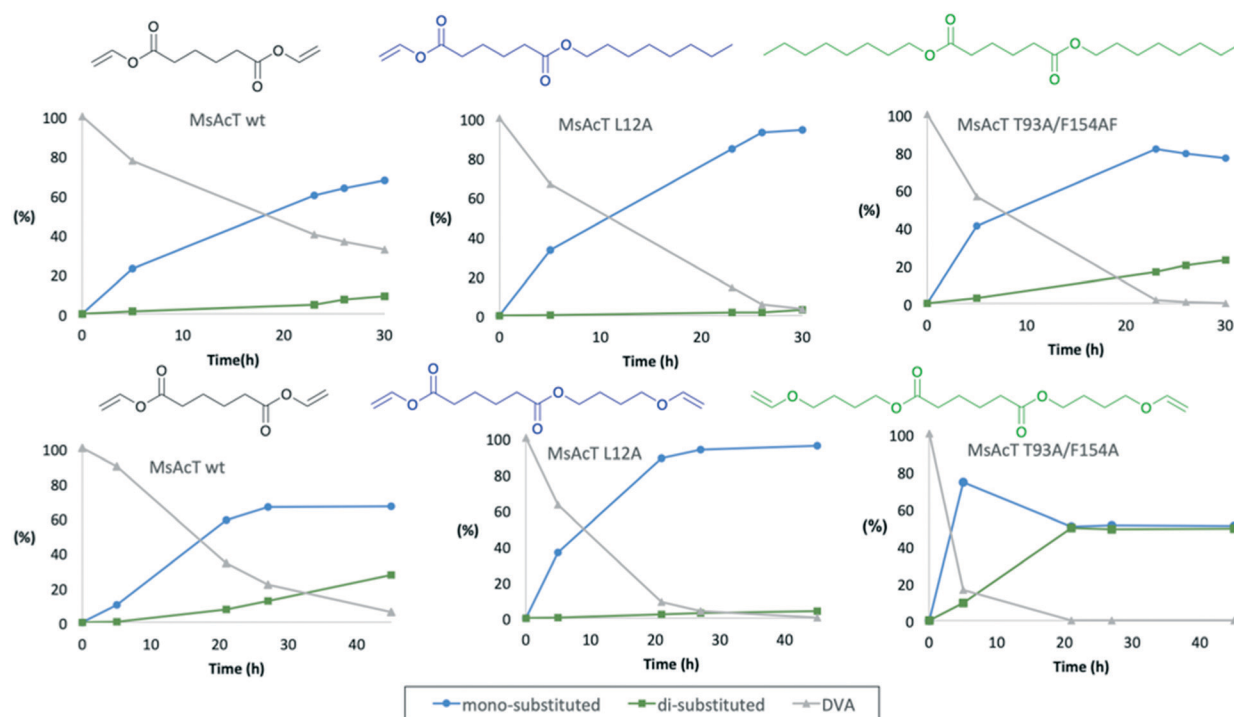 O O O O O O
O O O O O O
MsAcT wt MsAcT L12A MsAcT T93A/F154AF
100 100 100
80 80 80
60 60 60
(%) (%) (%)
40 40 40
20 20 20
0 0 0
0 10 20 30 0 10 20 30 0 10 20 30
Time(h) Time (h) Time (h)
O O O O O O O O
O O O O O O O
MsAcT wt MsAcT L12A MsAcT T93A/F154A
100 100 100
80 80 80
60 60 60
(%) (%) (%)
40 40 40
20 20 20
0 0 0
0 10 20 30 40 0 10 20 30 40 0 10 20 30 40
Time (h) Time (h) Time (h)
mono-substituted di-substituted DVA